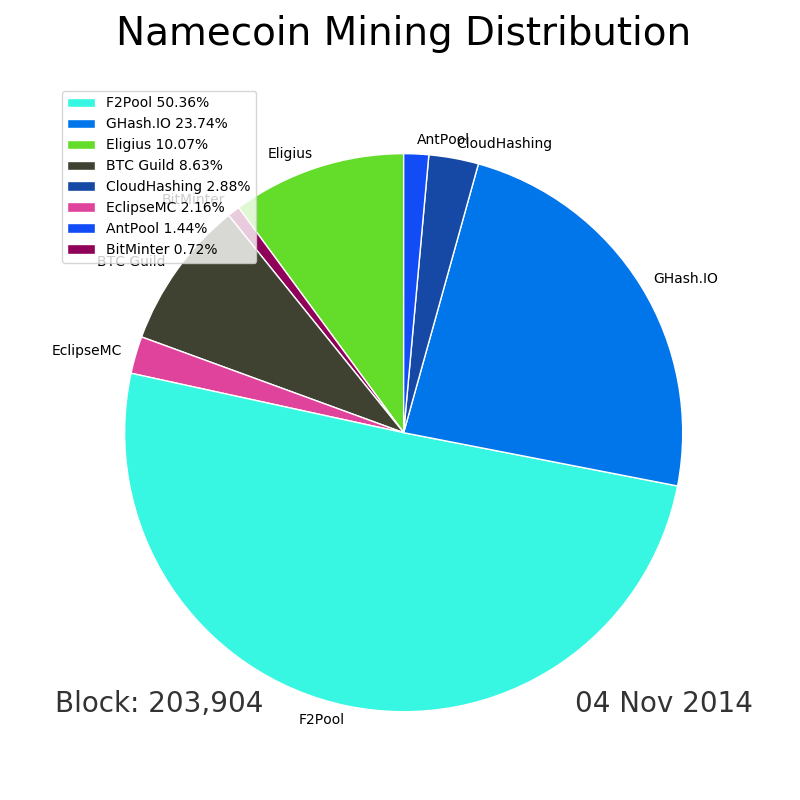 Namecoin Mining Distribution
F2Pool 50.36%
GHash.IO 23.74%
Eligius 10.07%
BTC Guild 8.63%
CloudHashing 2.88%
EclipseMC 2.16%
AntPool 1.44%
BitMinter 0.72%
AntPool
CloudHashing
Eligius
BitMinter
BTC Guild
GHash.IO
EclipseMC
Block: 203,904
04 Nov 2014
F2Pool